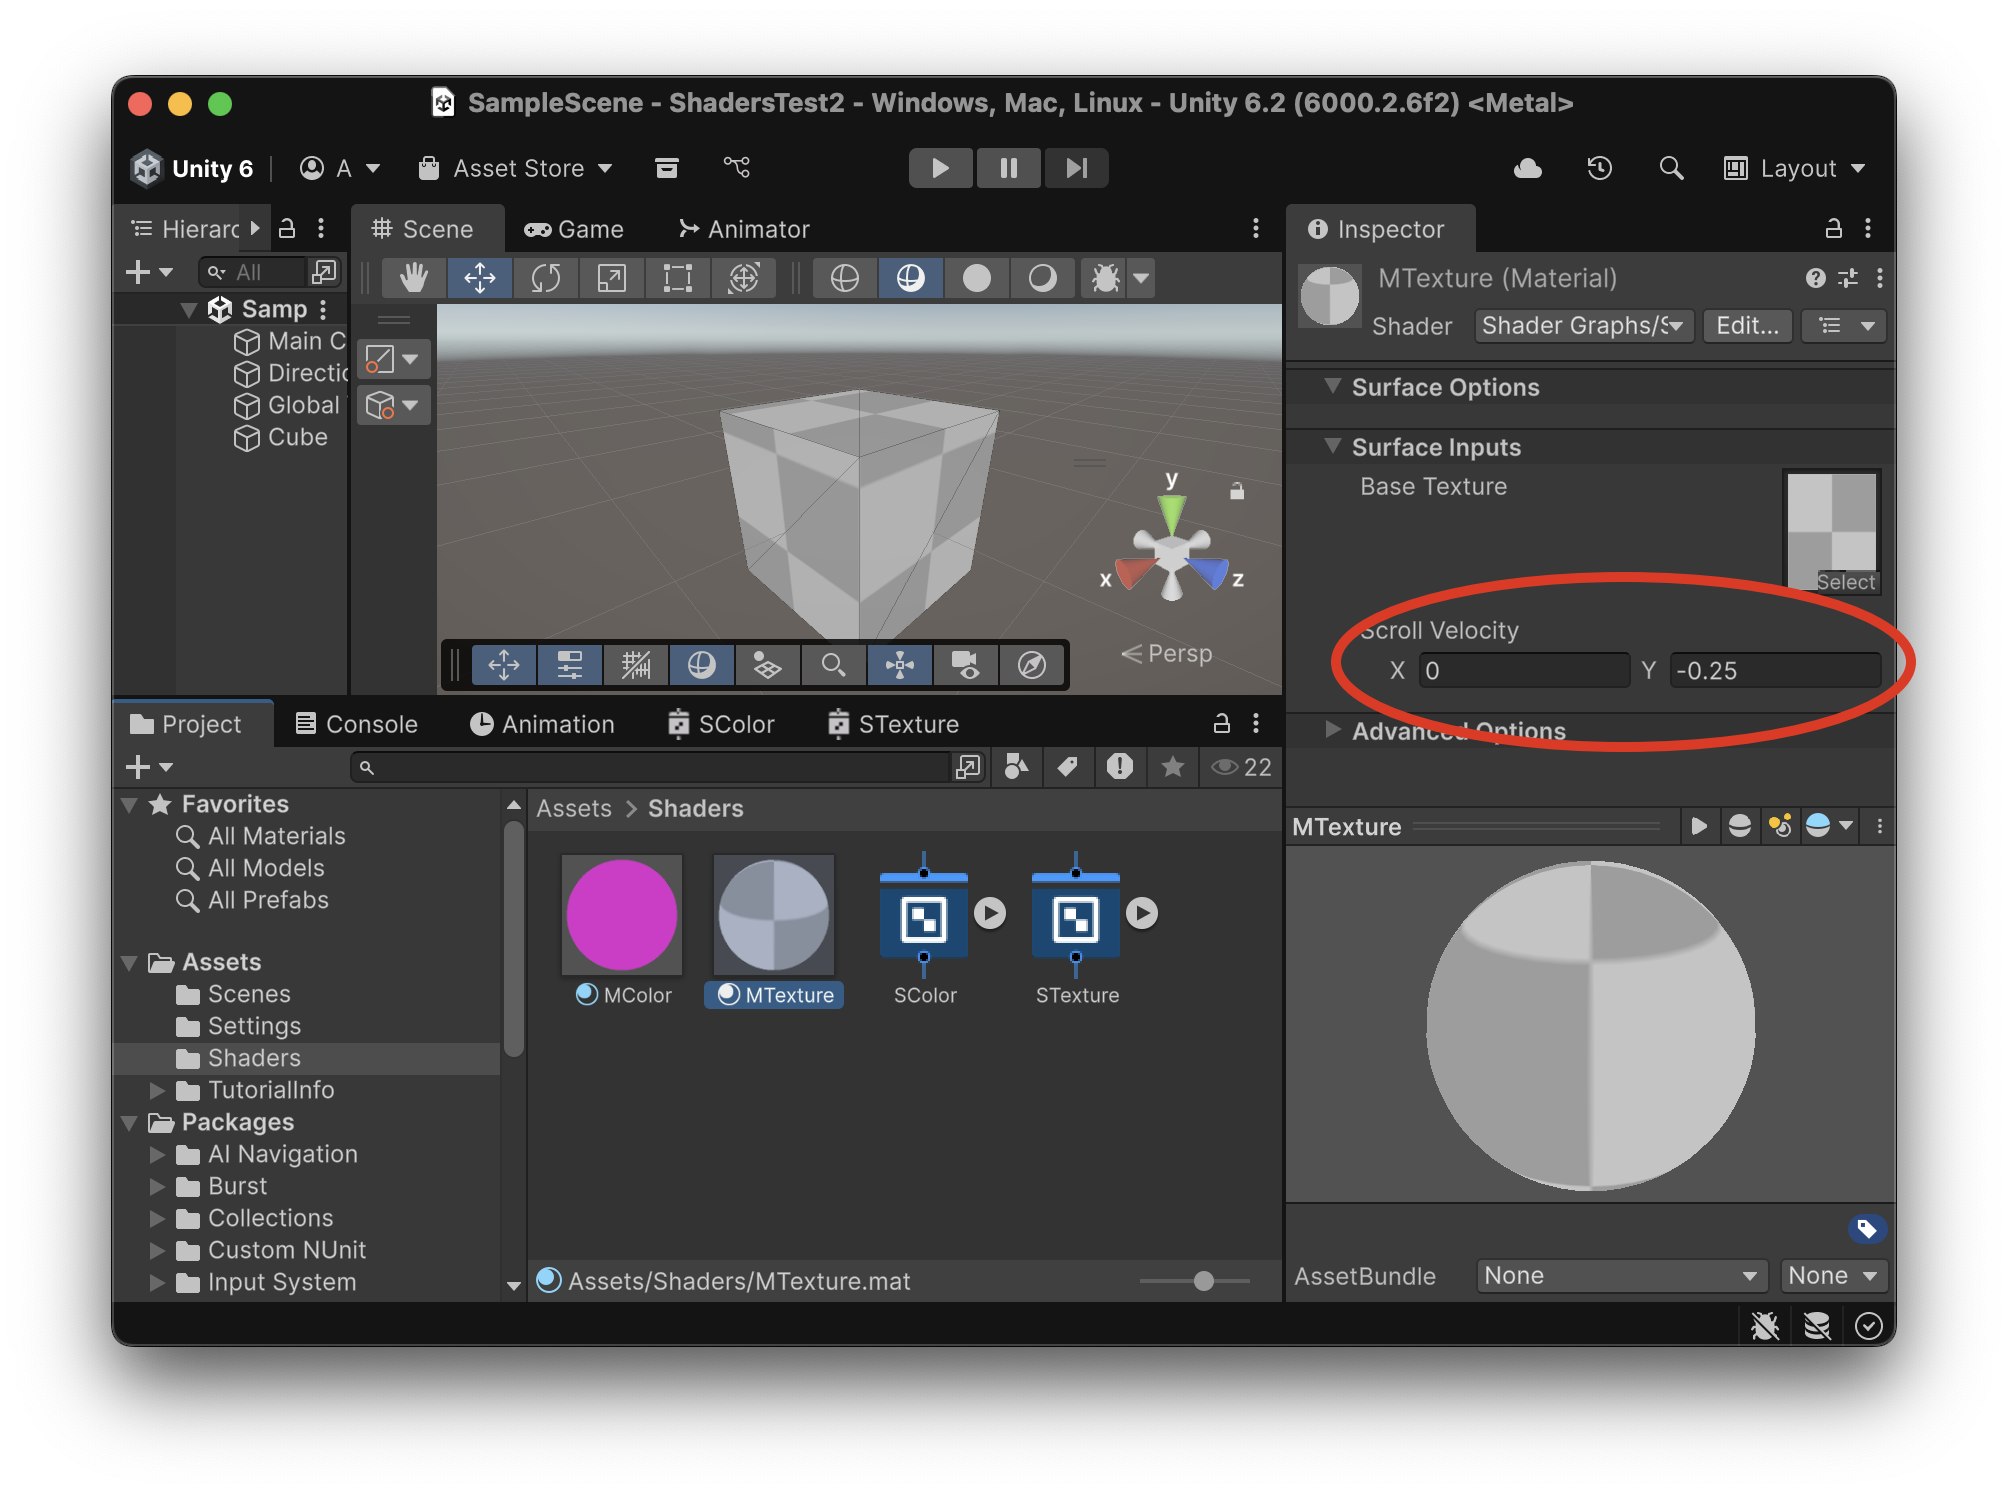 SampleScene - ShadersTest2 - Windows, Mac, Linux - Unity 6.2 (6000.2.6f2) <Metal>
Unity 6 A Asset Store Layout
Hierarc
All
Samp
Main C
Directio
Global
Cube
Scene Game Animator
y
x
z
Persp
Inspector
MTexture (Material)
Shader Shader Graphs/S Edit...
Surface Options
Surface Inputs
Base Texture
Select
Scroll Velocity
X 0 Y -0.25
Advanced Options
Project Console Animation SColor STexture
22
Favorites
All Materials
All Models
All Prefabs
Assets
Scenes
Settings
Shaders
TutorialInfo
Packages
AI Navigation
Burst
Collections
Custom NUnit
Input System
Assets > Shaders
MColor MTexture SColor STexture
Assets/Shaders/MTexture.mat
MTexture
AssetBundle None None